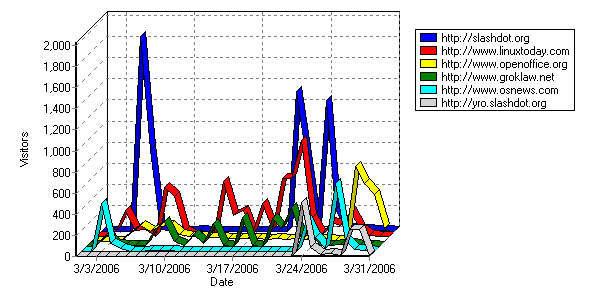 2,000
1,800
1,600
1,400
1,200
1,000
800
600
400
200
0
Visitors
3/3/2006
3/10/2006
3/17/2006
3/24/2006
3/31/2006
Date
http://slashdot.org
http://www.linuxtoday.com
http://www.openoffice.org
http://www.groklaw.net
http://www.osnews.com
http://yro.slashdot.org